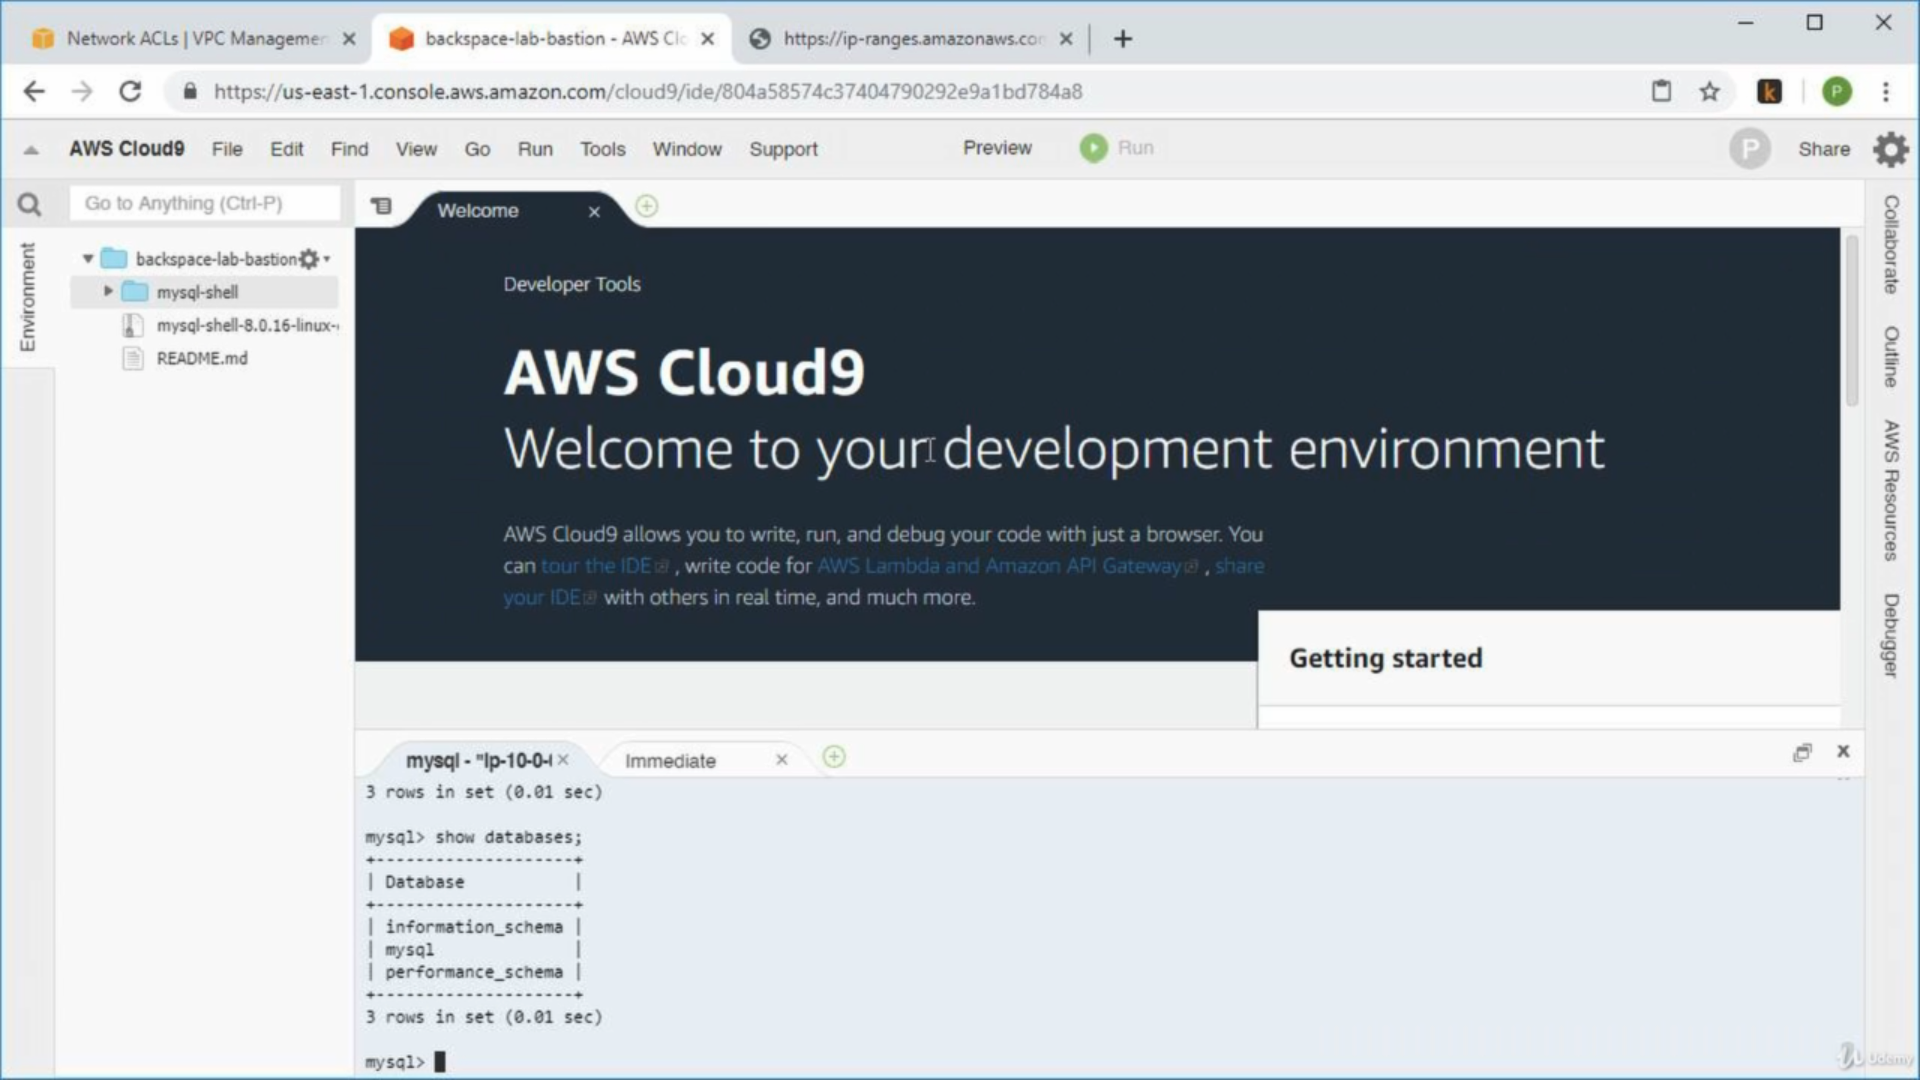 Network ACLs | VPC Managemen
backspace-lab-bastion - AWS Clo
https://ip-ranges.amazonaws.con
https://us-east-1.console.aws.amazon.com/cloud9/ide/804a58574c37404790292e9a1bd784a8
k
P
AWS Cloud9 File Edit Find View Go Run Tools Window Support Preview Run
P
Share
Go to Anything (Ctrl-P)
Welcome
Environment
backspace-lab-bastion
mysql-shell
mysql-shell-8.0.16-linux-
README.md
Developer Tools
AWS Cloud9
Welcome to your development environment
AWS Cloud9 allows you to write, run, and debug your code with just a browser. You
can tour the IDE , write code for AWS Lambda and Amazon API Gateway , share
your IDE with others in real time, and much more.
Getting started
Collaborate
Outline
AWS Resources
Debugger
mysql - "ip-10-0-
Immediate
3 rows in set (0.01 sec)
mysql> show databases;
+--------------------+
| Database           |
+--------------------+
| information_schema |
| mysql              |
| performance_schema |
+--------------------+
3 rows in set (0.01 sec)
mysql>
Udemy